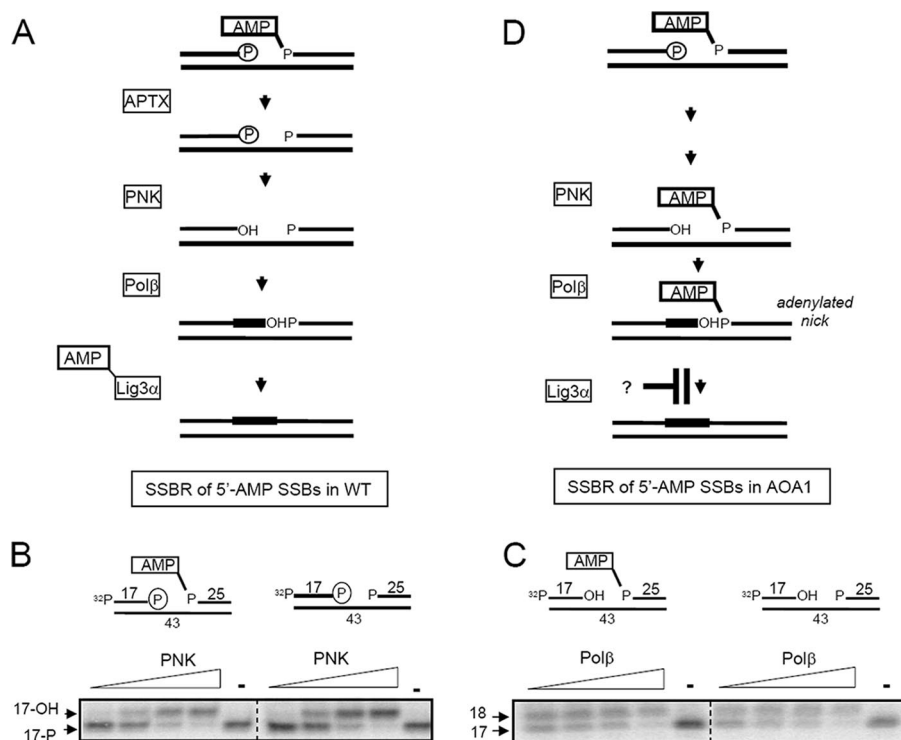 A
AMP
P P
APTX
P P
PNK
OH P
Polβ
OHP
AMP
Lig3α
SSBR of 5'-AMP SSBs in WT
D
AMP
P P
PNK
AMP
OH P
Polβ
AMP
OHP
adenylated
nick
Lig3α
?
SSBR of 5'-AMP SSBs in AOA1
B
AMP
32P 17 P P 25
43
32P 17 P P 25
43
PNK - PNK -
17-OH
17-P
C
AMP
32P 17 OH P 25
43
32P 17 OH P 25
43
Polβ - Polβ -
18
17